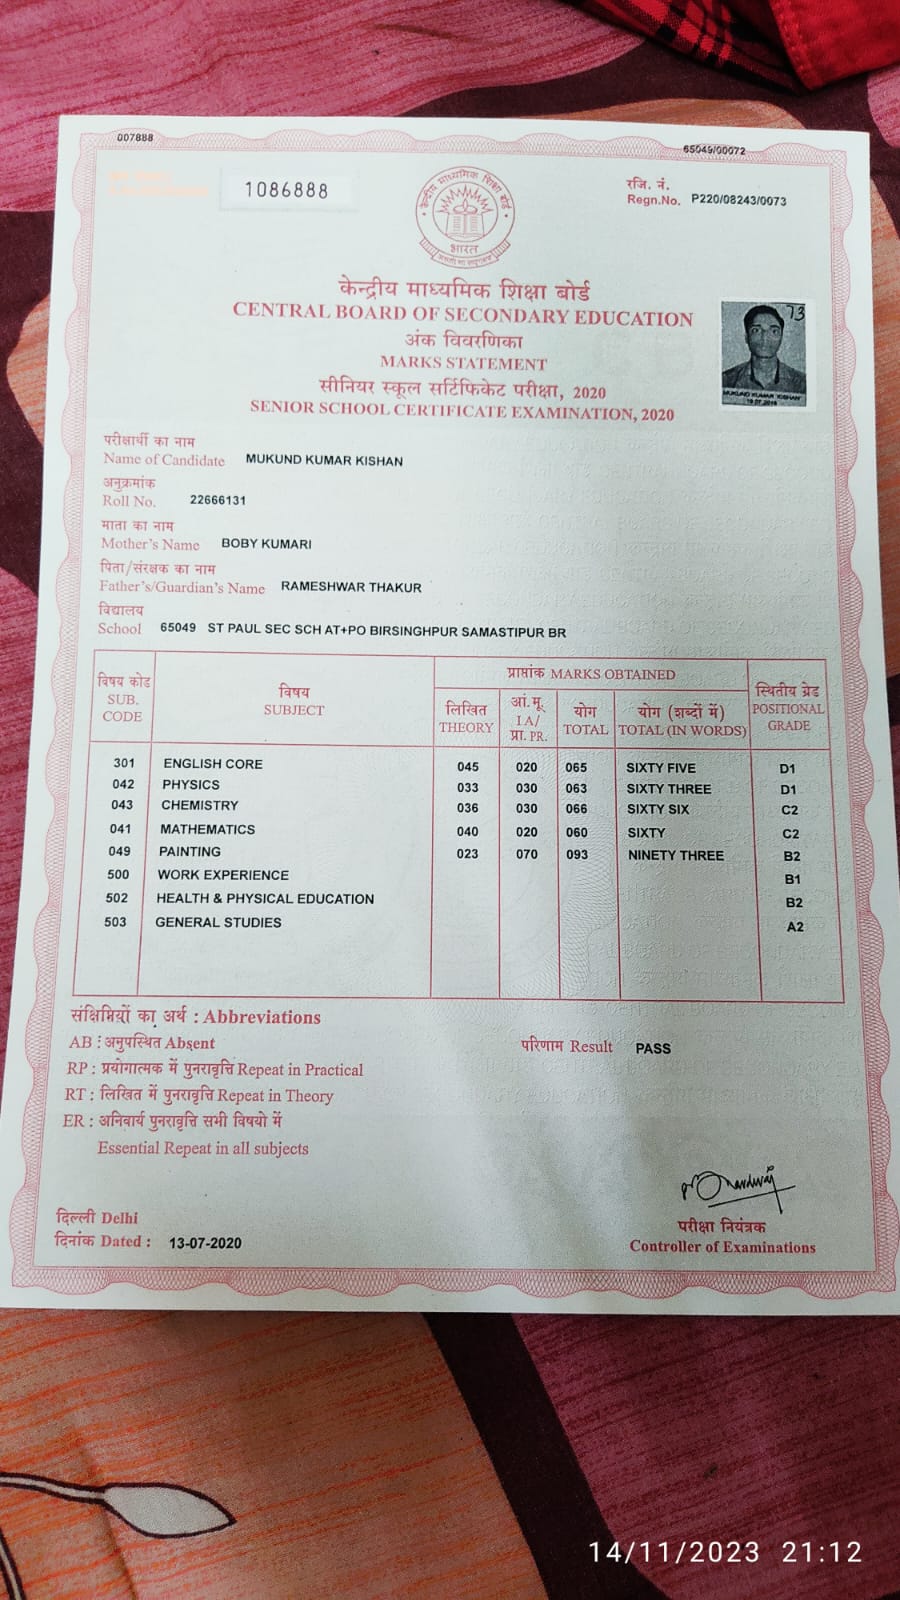 007888
65049/00072
1086888
रजि. नं.
Regn.No. P220/08243/0073
केन्द्रीय माध्यमिक शिक्षा बोर्ड
भारत
केन्द्रीय माध्यमिक शिक्षा बोर्ड
CENTRAL BOARD OF SECONDARY EDUCATION
अंक विवरणिका
MARKS STATEMENT
सीनियर स्कूल सर्टिफिकेट परीक्षा, 2020
SENIOR SCHOOL CERTIFICATE EXAMINATION, 2020
73
MUKUND KUMAR KISHAN
परीक्षार्थी का नाम
Name of Candidate MUKUND KUMAR KISHAN
अनुक्रमांक
Roll No. 22666131
माता का नाम
Mother's Name BOBY KUMARI
पिता/संरक्षक का नाम
Father's/Guardian's Name RAMESHWAR THAKUR
विद्यालय
School 65049 ST PAUL SEC SCH AT+PO BIRSINGHPUR SAMASTIPUR BR
विषय कोड SUB. CODE विषय SUBJECT प्राप्तांक MARKS OBTAINED स्थितीय ग्रेड POSITIONAL GRADE
लिखित THEORY आं.मू. I.A/ प्रा. PR. योग TOTAL योग (शब्दों में) TOTAL (IN WORDS)
301 ENGLISH CORE 045 020 065 SIXTY FIVE D1
042 PHYSICS 033 030 063 SIXTY THREE D1
043 CHEMISTRY 036 030 066 SIXTY SIX C2
041 MATHEMATICS 040 020 060 SIXTY C2
049 PAINTING 023 070 093 NINETY THREE B2
500 WORK EXPERIENCE B1
502 HEALTH & PHYSICAL EDUCATION B2
503 GENERAL STUDIES A2
संक्षिप्तियों का अर्थ : Abbreviations
AB : अनुपस्थित Absent
परिणाम Result PASS
RP : प्रयोगात्मक में पुनरावृत्ति Repeat in Practical
RT : लिखित में पुनरावृत्ति Repeat in Theory
ER : अनिवार्य पुनरावृत्ति सभी विषयो में
Essential Repeat in all subjects
दिल्ली Delhi
दिनांक Dated : 13-07-2020
परीक्षा नियंत्रक
Controller of Examinations
14/11/2023 21:12